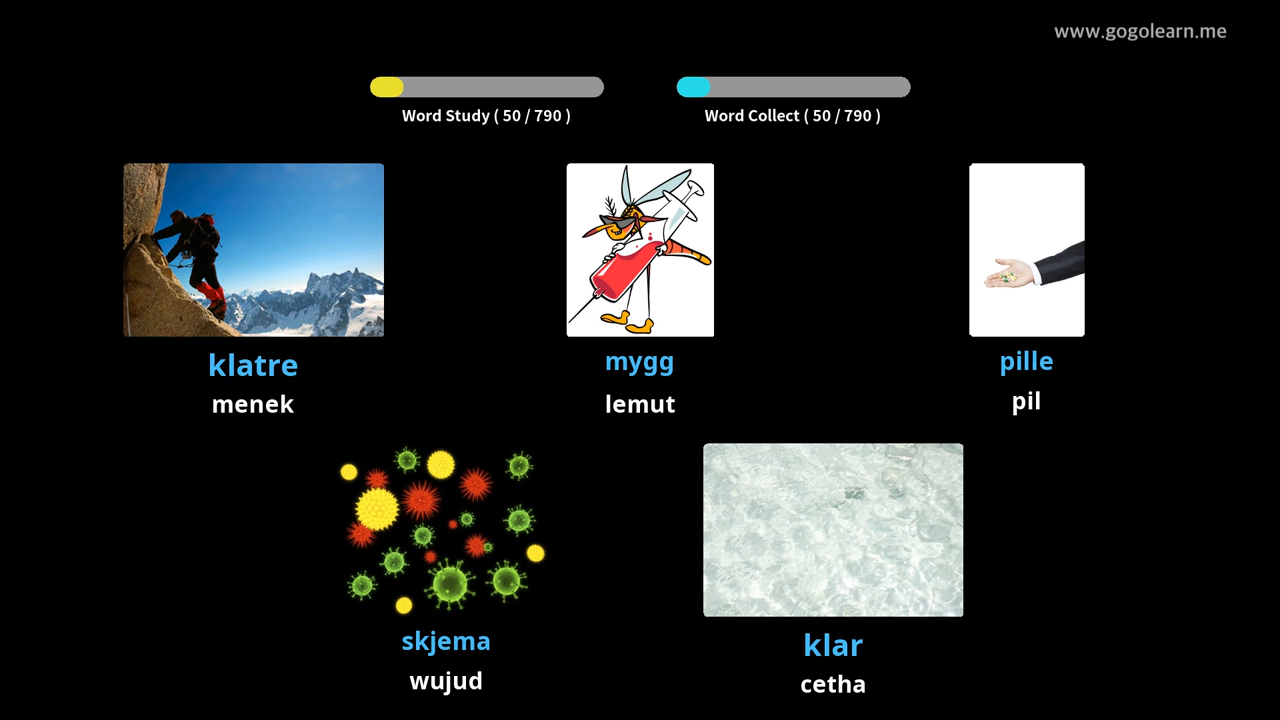 www.gogolearn.me
Word Study ( 50 / 790 )
Word Collect ( 50 / 790 )
klatre
menek
mygg
lemut
pille
pil
skjema
wujud
klar
cetha